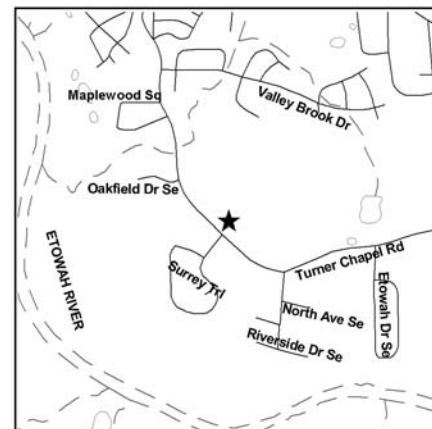 Maplewood Sq
Valley Brook Dr
Oakfield Dr Se
ETOWAH RIVER
Surrey Trl
Turner Chapel Rd
North Ave Se
Riverside Dr Se
Etowah Dr Se